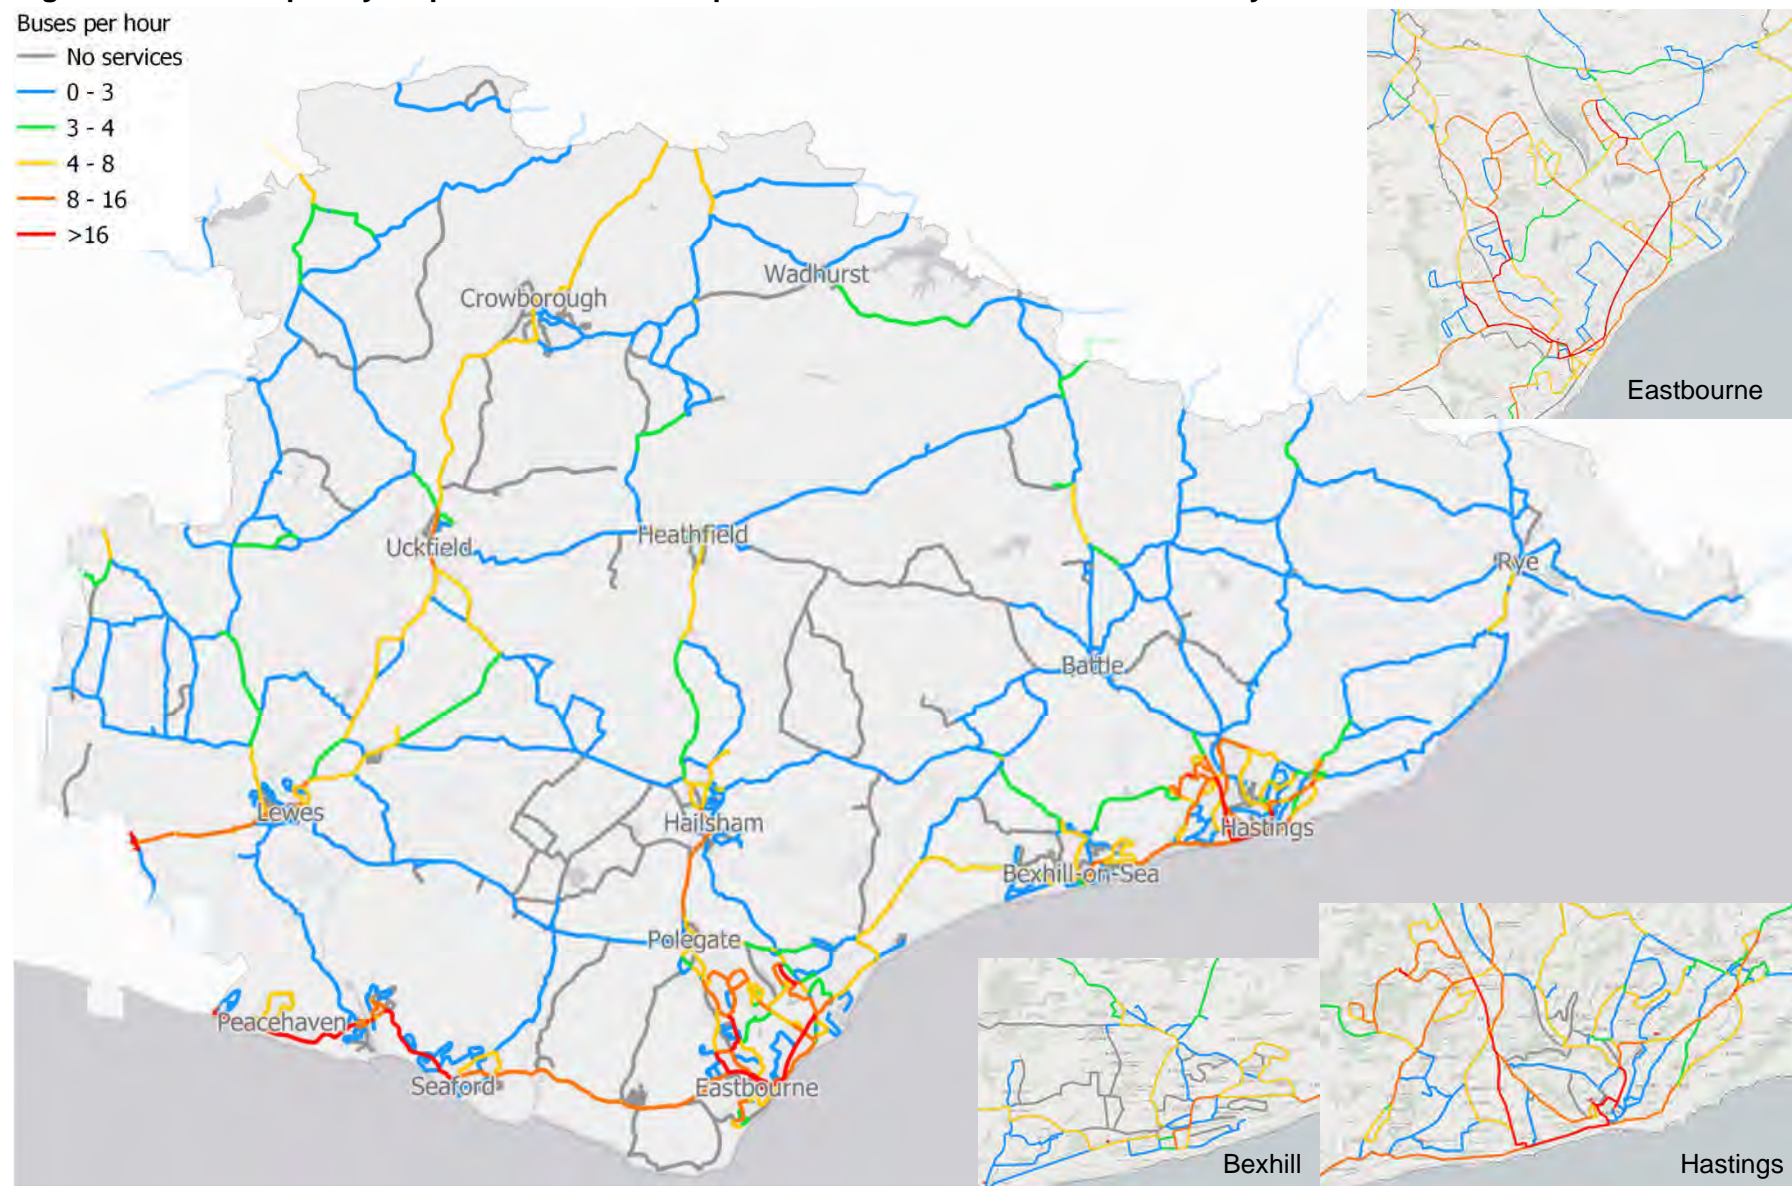 Buses per hour
No services
0 - 3
3 - 4
4 - 8
8 - 16
>16
Eastbourne
Wadhurst
Crowborough
Uckfield
Heathfield
Rye
Battle
Lewes
Hailsham
Hastings
Bexhill-on-Sea
Polegate
Peacehaven
Seaford
Eastbourne
Bexhill
Hastings